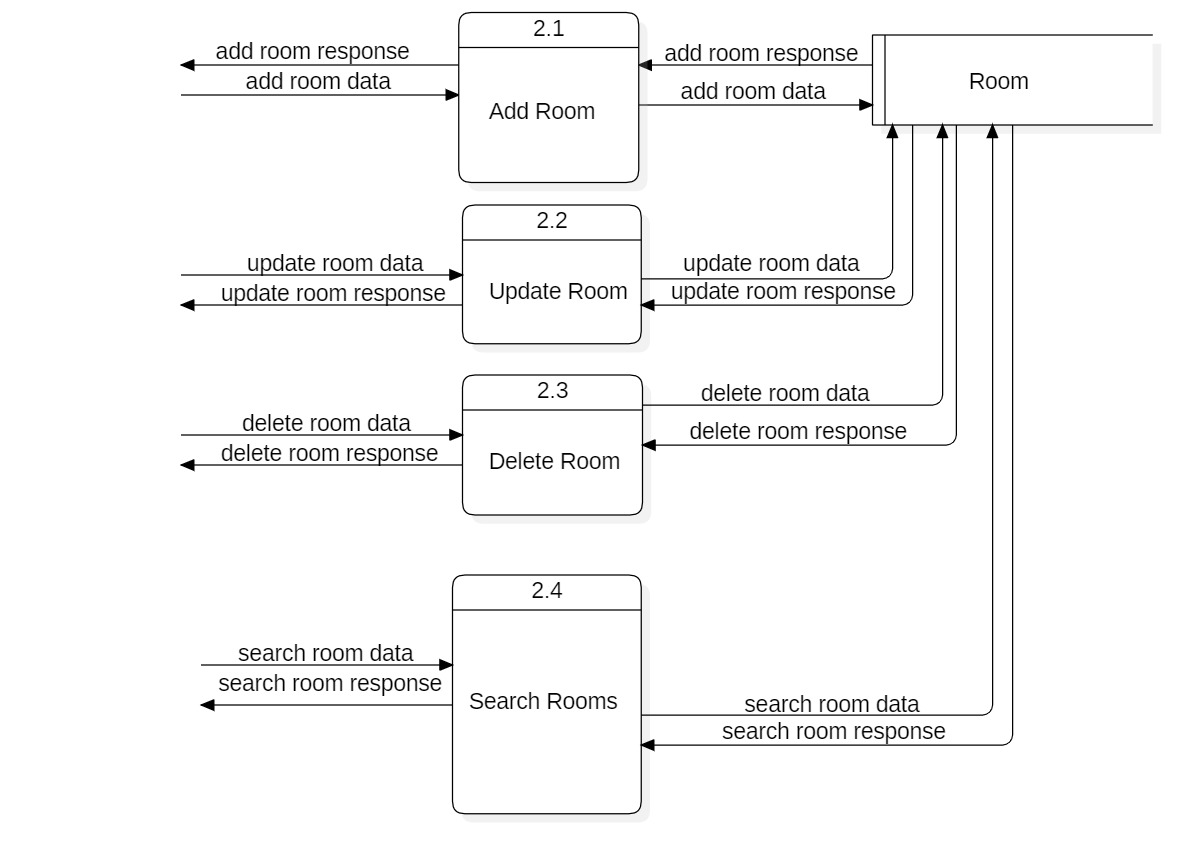 2.1
add room response
add room data
Add Room
add room response
add room data
Room
2.2
update room data
update room response
Update Room
update room data
update room response
2.3
delete room data
delete room response
Delete Room
delete room data
delete room response
2.4
search room data
search room response
Search Rooms
search room data
search room response